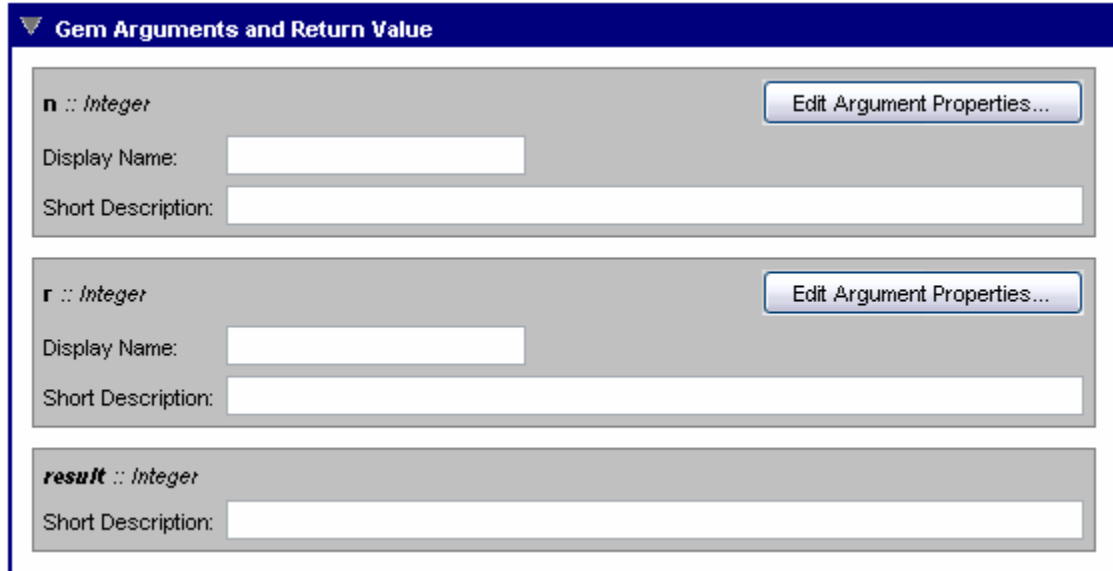 Gem Arguments and Return Value
n :: Integer
Edit Argument Properties...
Display Name:
Short Description:
r :: Integer
Edit Argument Properties...
Display Name:
Short Description:
result :: Integer
Short Description: